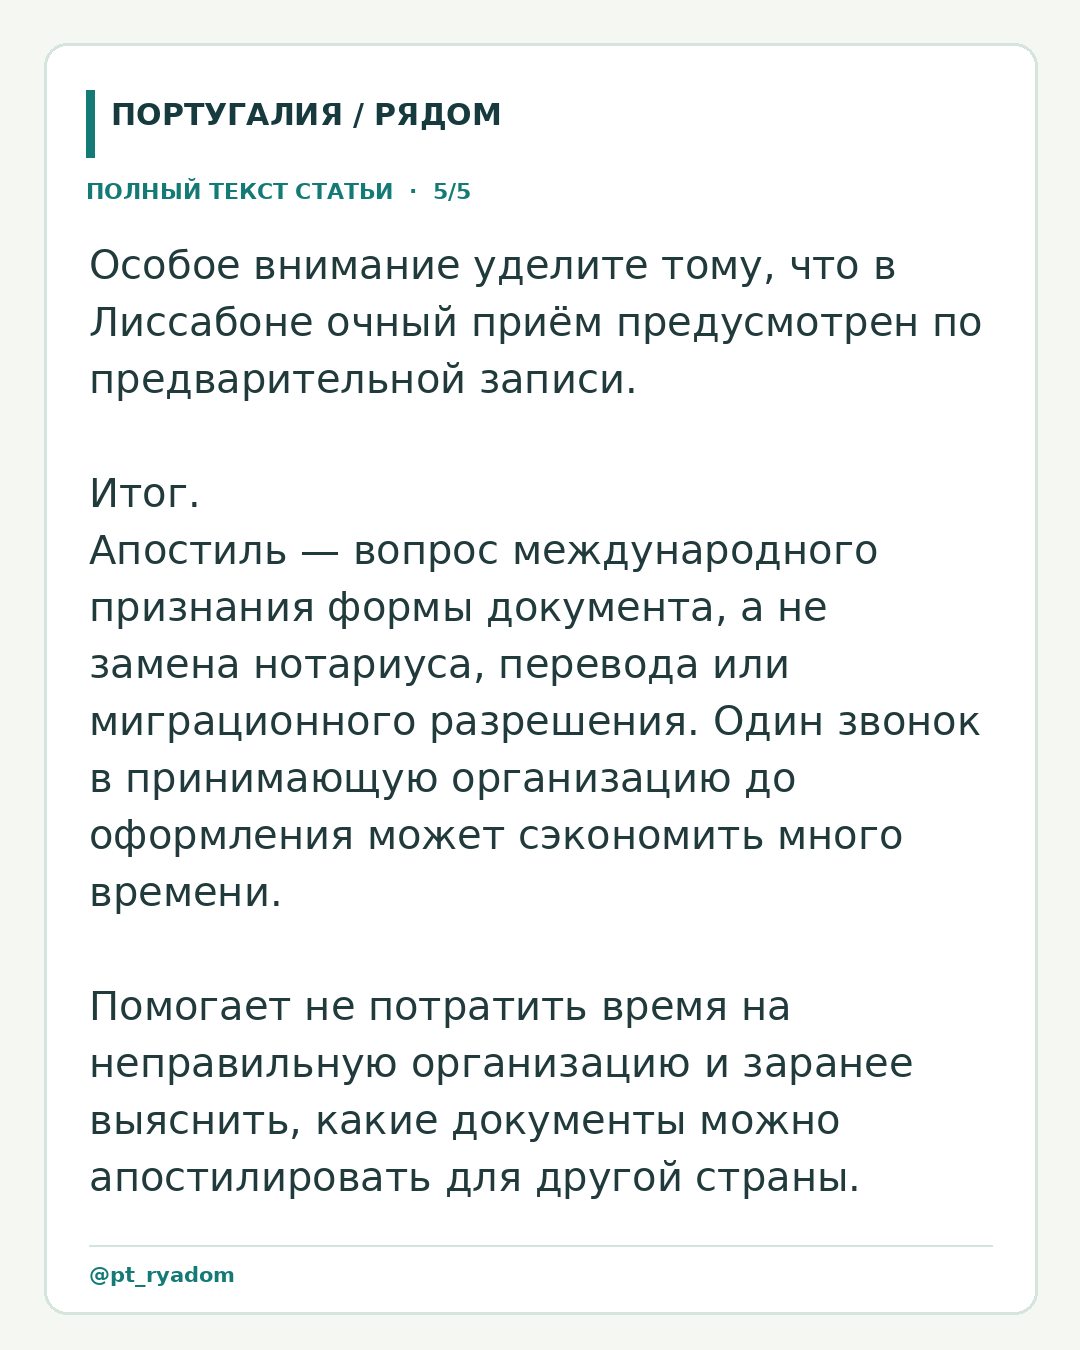 ПОРТУГАЛИЯ / РЯДОМ
ПОЛНЫЙ ТЕКСТ СТАТЬИ · 5/5
Особое внимание уделите тому, что в
Лиссабоне очный приём предусмотрен по
предварительной записи.
Итог.
Апостиль — вопрос международного
признания формы документа, а не
замена нотариуса, перевода или
миграционного разрешения. Один звонок
в принимающую организацию до
оформления может сэкономить много
времени.
Помогает не потратить время на
неправильную организацию и заранее
выяснить, какие документы можно
апостилировать для другой страны.
@pt_ryadom